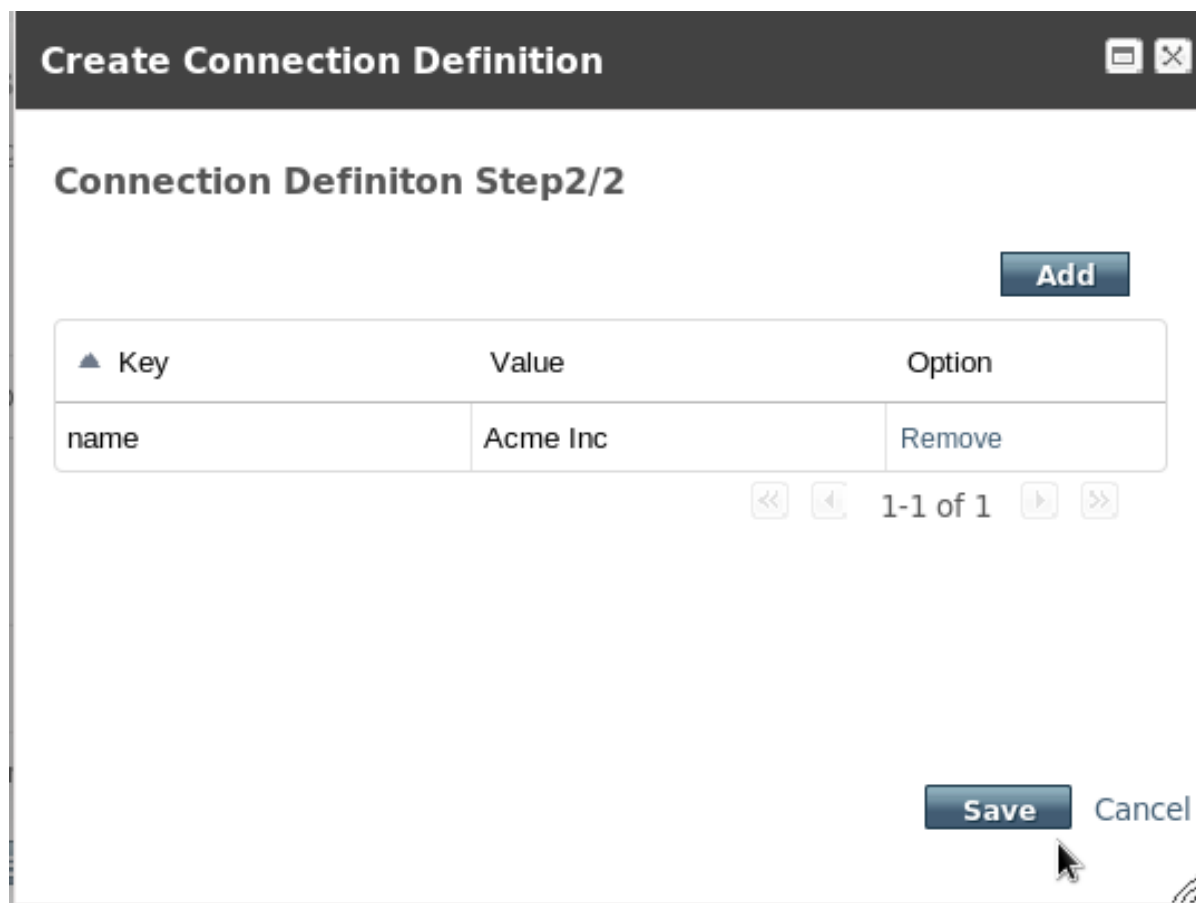 Create Connection Definition
Connection Definiton Step2/2
Add
Key Value Option
name Acme Inc Remove
1-1 of 1
Save Cancel